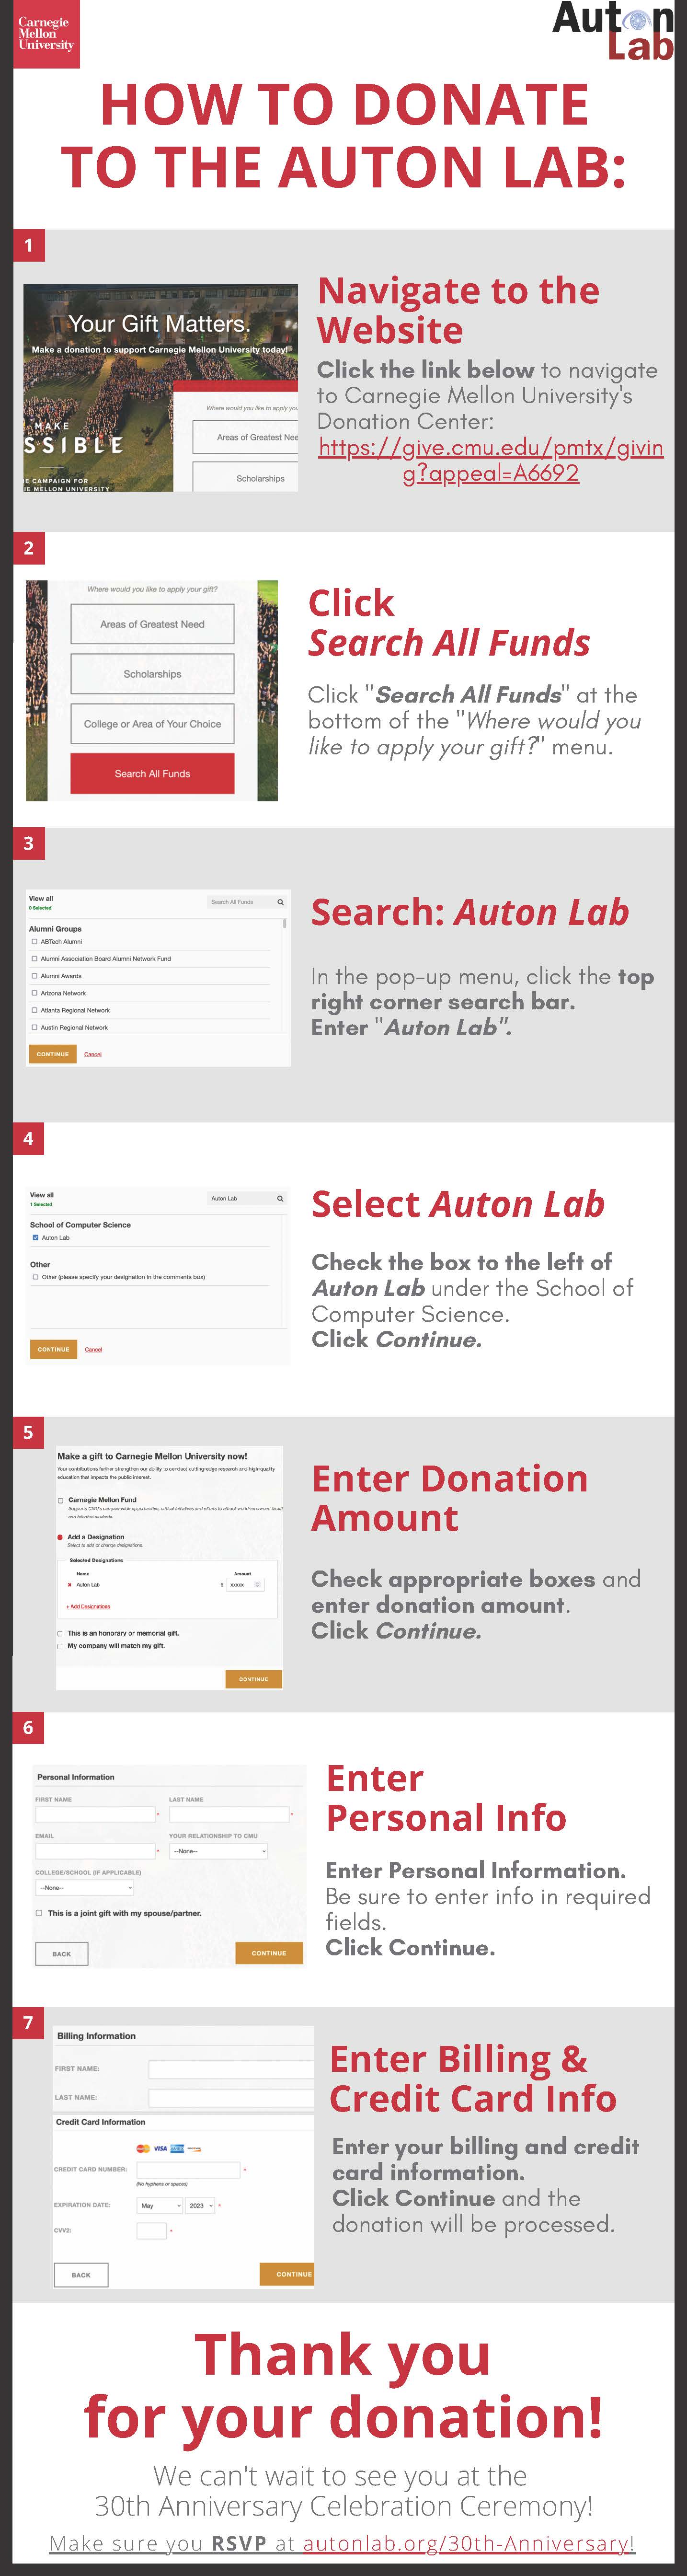 Carnegie
Mellon
University
Auton
Lab
HOW TO DONATE
TO THE AUTON LAB:
1
Your Gift Matters.
Make a donation to support Carnegie Mellon University today!
Where would you like to apply you
MAKE
SSIBLE
Areas of Greatest Nee
E CAMPAIGN FOR
IE MELLON UNIVERSITY
Scholarships
Navigate to the
Website
Click the link below to navigate
to Carnegie Mellon University's
Donation Center:
https://give.cmu.edu/pmtx/givin
g?appeal=A6692
2
Where would you like to apply your gift?
Areas of Greatest Need
Scholarships
College or Area of Your Choice
Search All Funds
Click
Search All Funds
Click "Search All Funds" at the
bottom of the "Where would you
like to apply your gift?" menu.
3
View all
0 Selected
Search All Funds
Alumni Groups
ABTech Alumni
Alumni Association Board Alumni Network Fund
Alumni Awards
Arizona Network
Atlanta Regional Network
Austin Regional Network
CONTINUE Cancel
Search: Auton Lab
In the pop-up menu, click the top
right corner search bar.
Enter "Auton Lab".
4
View all
1 Selected
Auton Lab
School of Computer Science
Auton Lab
Other
Other (please specify your designation in the comments box)
CONTINUE Cancel
Select Auton Lab
Check the box to the left of
Auton Lab under the School of
Computer Science.
Click Continue.
5
Make a gift to Carnegie Mellon University now!
Your contributions further strengthen our ability to conduct cutting-edge research and high-quality
education that impacts the public interest.
Carnegie Mellon Fund
Supports CMU's campus-wide opportunities, critical initiatives and efforts to attract world-renowned facult
and talented students.
Add a Designation
Select to add or change designations.
Selected Designations
Name Amount
Auton Lab $ xxxxx
+ Add Designations
This is an honorary or memorial gift.
My company will match my gift.
CONTINUE
Enter Donation
Amount
Check appropriate boxes and
enter donation amount.
Click Continue.
6
Personal Information
FIRST NAME LAST NAME
* *
EMAIL YOUR RELATIONSHIP TO CMU
* --None--
COLLEGE/SCHOOL (IF APPLICABLE)
--None--
This is a joint gift with my spouse/partner.
BACK CONTINUE
Enter
Personal Info
Enter Personal Information.
Be sure to enter info in required
fields.
Click Continue.
7
Billing Information
FIRST NAME:
LAST NAME:
Credit Card Information
VISA
CREDIT CARD NUMBER: *
(No hyphens or spaces)
EXPIRATION DATE: May 2023 *
CVV2: *
BACK CONTINUE
Enter Billing &
Credit Card Info
Enter your billing and credit
card information.
Click Continue and the
donation will be processed.
Thank you
for your donation!
We can't wait to see you at the
30th Anniversary Celebration Ceremony!
Make sure you RSVP at autonlab.org/30th-Anniversary!